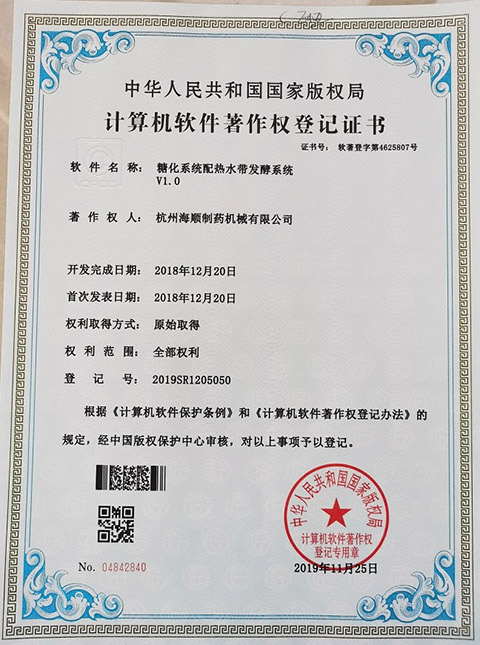 中华人民共和国国家版权局
计算机软件著作权登记证书
证书号： 软著登字第4625807号
软件名称： 糖化系统配热水带发酵系统
V1.0
著作权人： 杭州海顺制药机械有限公司
开发完成日期： 2018年12月20日
首次发表日期： 2018年12月20日
权利取得方式： 原始取得
权利范围： 全部权利
登记号： 2019SR1205050
根据《计算机软件保护条例》和《计算机软件著作权登记办法》的
规定，经中国版权保护中心审核，对以上事项予以登记。
中华人民共和国国家版权局
计算机软件著作权
登记专用章
No. 04842840
2019年11月25日